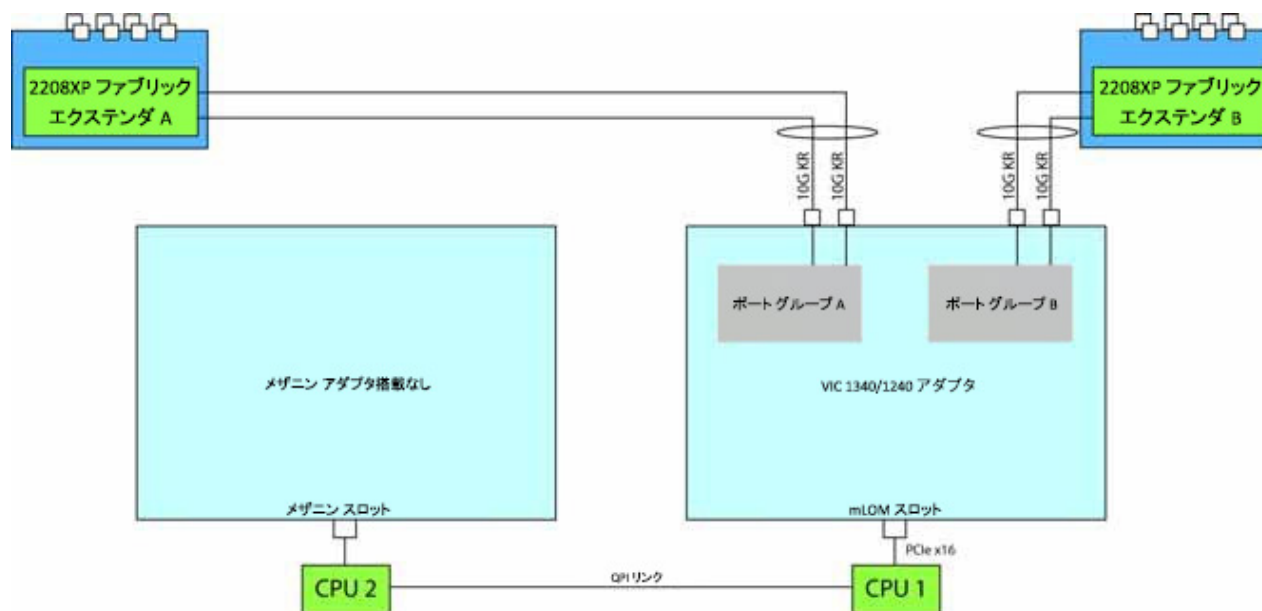 2208XP ファブリック
エクステンダ A
2208XP ファブリック
エクステンダ B
10G KR
10G KR
10G KR
10G KR
ポート グループ A
ポート グループ B
メザニン アダプタ搭載なし
VIC 1340/1240 アダプタ
メザニン スロット
mLOM スロット
PCIe x16
CPU 2
QPI リンク
CPU 1